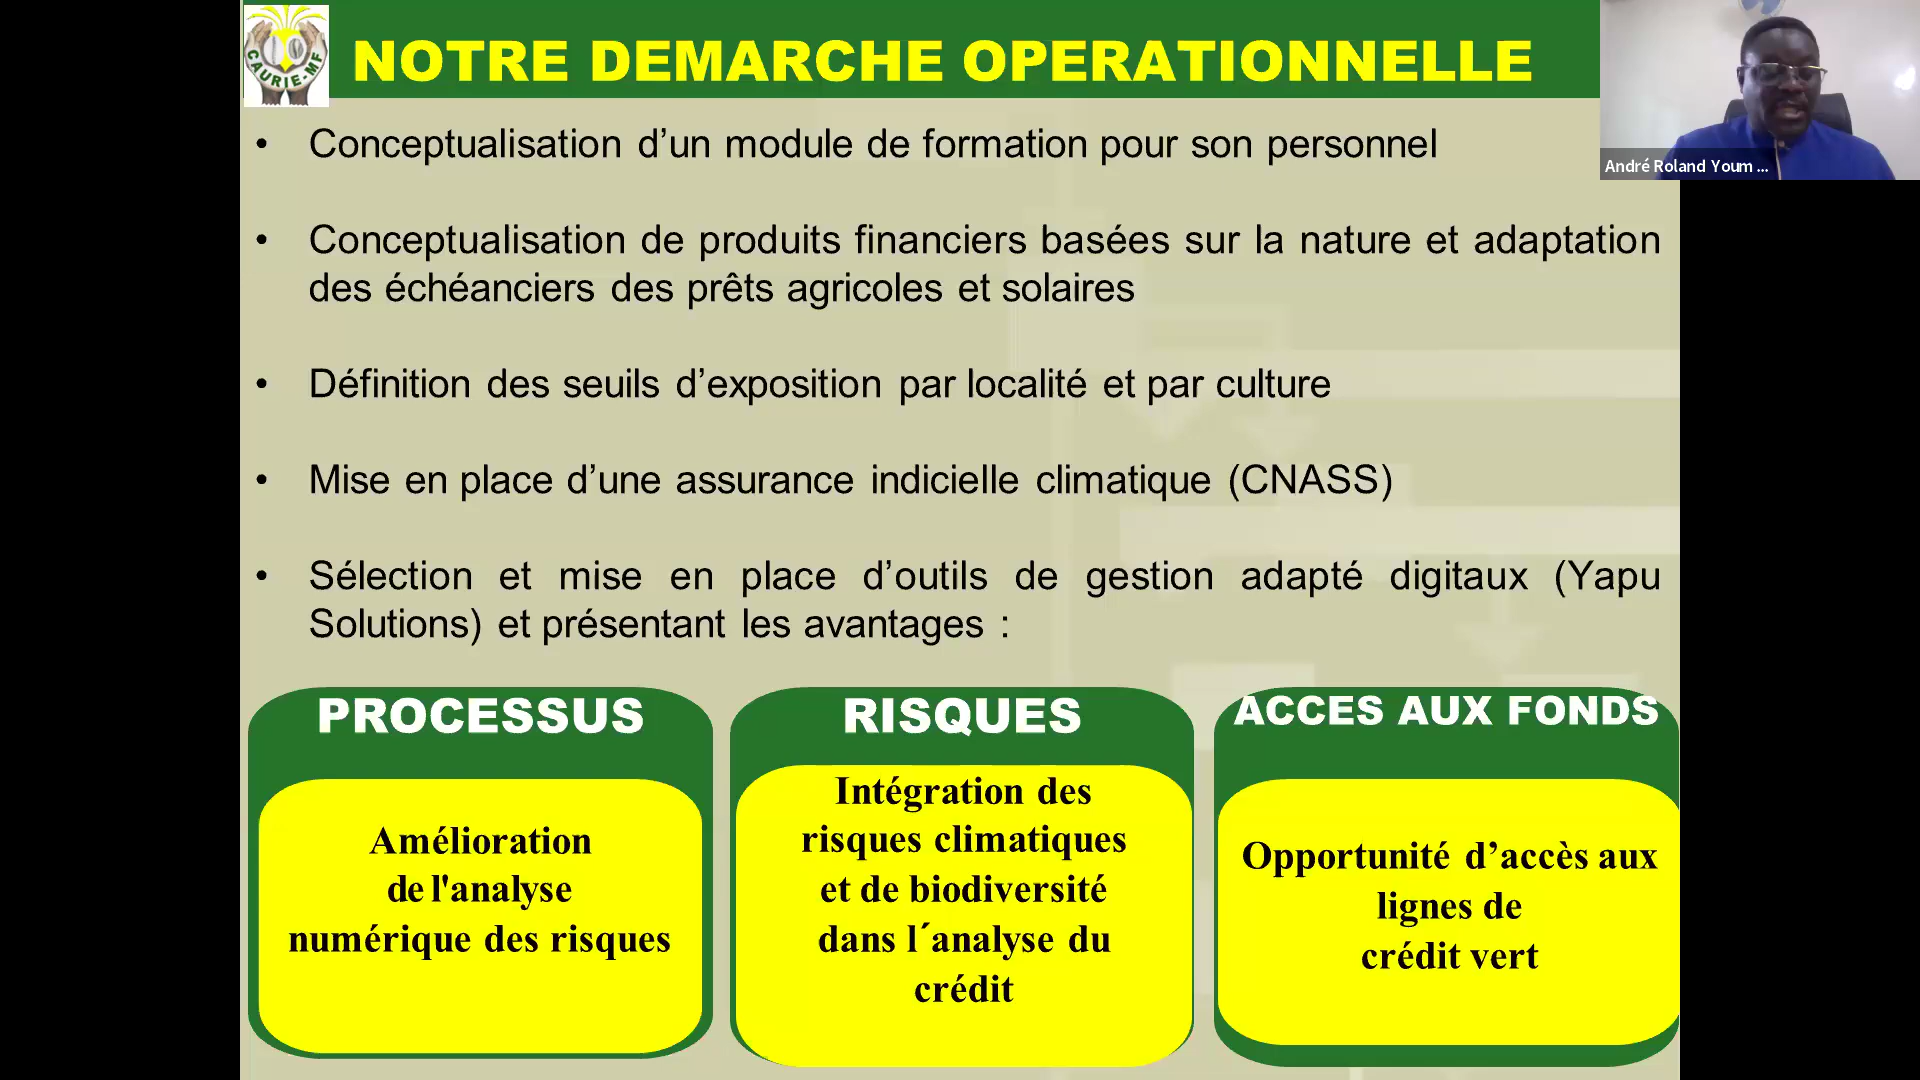 CAURIE-MF
NOTRE DEMARCHE OPERATIONNELLE
André Roland Youm ...
• Conceptualisation d’un module de formation pour son personnel
• Conceptualisation de produits financiers basées sur la nature et adaptation
des échéanciers des prêts agricoles et solaires
• Définition des seuils d’exposition par localité et par culture
• Mise en place d’une assurance indicielle climatique (CNASS)
• Sélection et mise en place d’outils de gestion adapté digitaux (Yapu
Solutions) et présentant les avantages :
PROCESSUS
Amélioration
de l'analyse
numérique des risques
RISQUES
Intégration des
risques climatiques
et de biodiversité
dans l´analyse du
crédit
ACCES AUX FONDS
Opportunité d’accès aux
lignes de
crédit vert